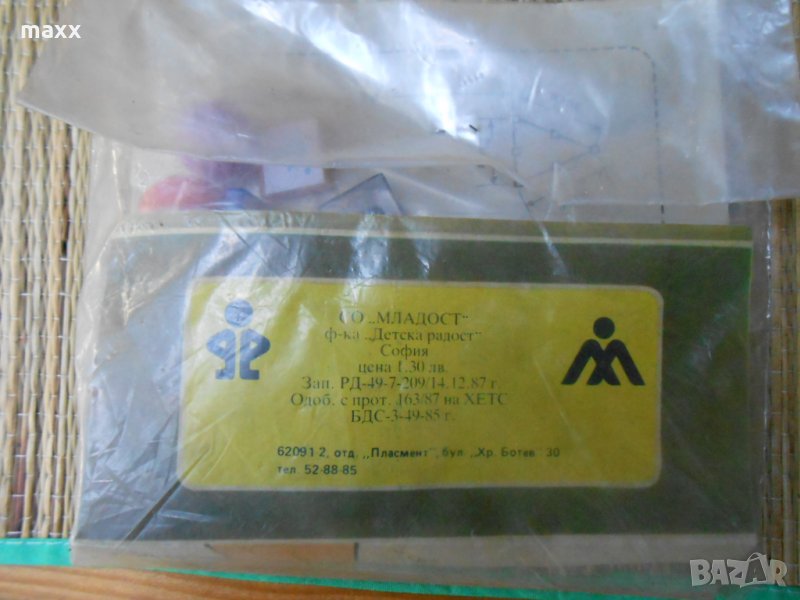 maxx
СО „МЛАДОСТ"
ф-ка „Детска радост"
София
цена 1.30 лв.
Зап. РД-49-7-209/14.12.87 г.
Одоб. с прот. 163/87 на ХЕТС
БДС-3-49-85 г.
62091-2, отд. „Пласмент", бул. „Хр. Ботев" 30
тел. 52-88-85
BAZAR